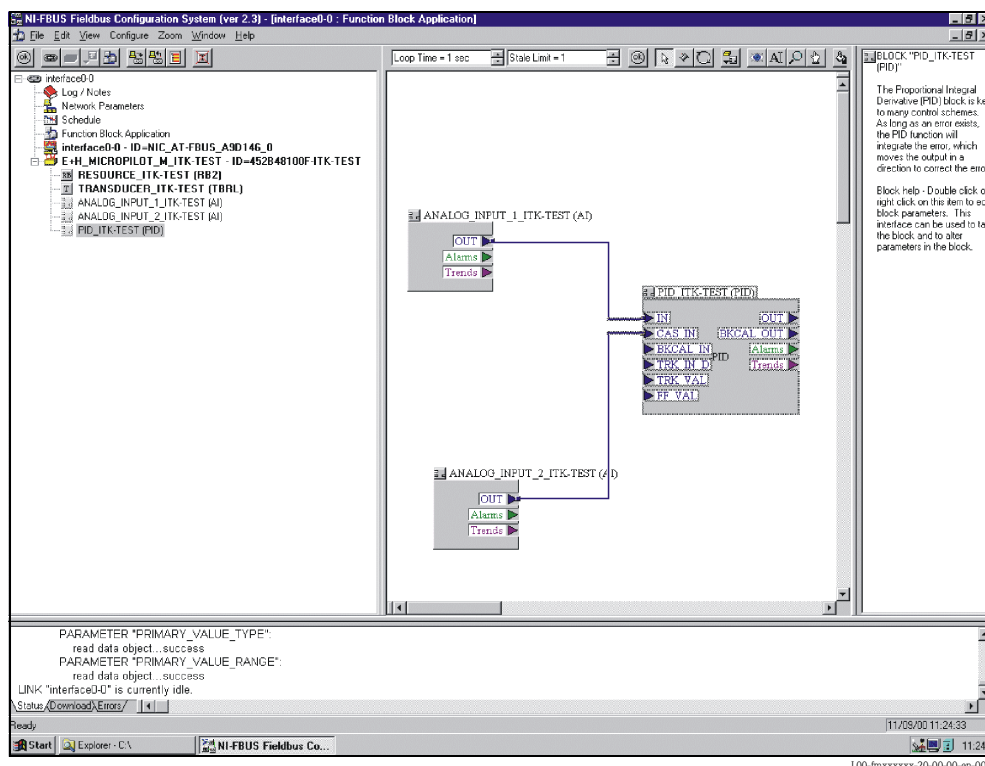 NI-FBUS Fieldbus Configuration System (ver 2.3) - [interface0-0 : Function Block Application]
File Edit View Configure Zoom Window Help
Loop Time = 1 sec
Stale Limit = 1
interface0-0
Log / Notes
Network Parameters
Schedule
Function Block Application
interface0-0 - ID=NIC_AT-FBUS_A9D146_0
E+H_MICROPILOT_M_ITK-TEST - ID=452B48100F-ITK-TEST
RESOURCE_ITK-TEST (RB2)
TRANSDUCER_ITK-TEST (TBRL)
ANALOG_INPUT_1_ITK-TEST (AI)
ANALOG_INPUT_2_ITK-TEST (AI)
PID_ITK-TEST (PID)
ANALOG_INPUT_1_ITK-TEST (AI)
OUT
Alarms
Trends
PID_ITK-TEST (PID)
IN OUT
CAS_IN BKCAL_OUT
BKCAL_IN Alarms
PID
TRK_IN_D Trends
TRK_VAL
FF_VAL
ANALOG_INPUT_2_ITK-TEST (AI)
OUT
Alarms
Trends
BLOCK "PID_ITK-TEST
(PID)"
The Proportional Integral
Derivative (PID) block is ke
to many control schemes.
As long as an error exists,
the PID function will
integrate the error, which
moves the output in a
direction to correct the erro
Block help - Double click o
right click on this item to ed
block parameters. This
interface can be used to ta
the block and to alter
parameters in the block.
PARAMETER "PRIMARY_VALUE_TYPE":
read data object...success
PARAMETER "PRIMARY_VALUE_RANGE":
read data object...success
LINK "interface0-0" is currently idle.
Status Download Errors
Ready
11/09/00 11:24:33
Start
Explorer - C:\
NI-FBUS Fieldbus Co...
11:24